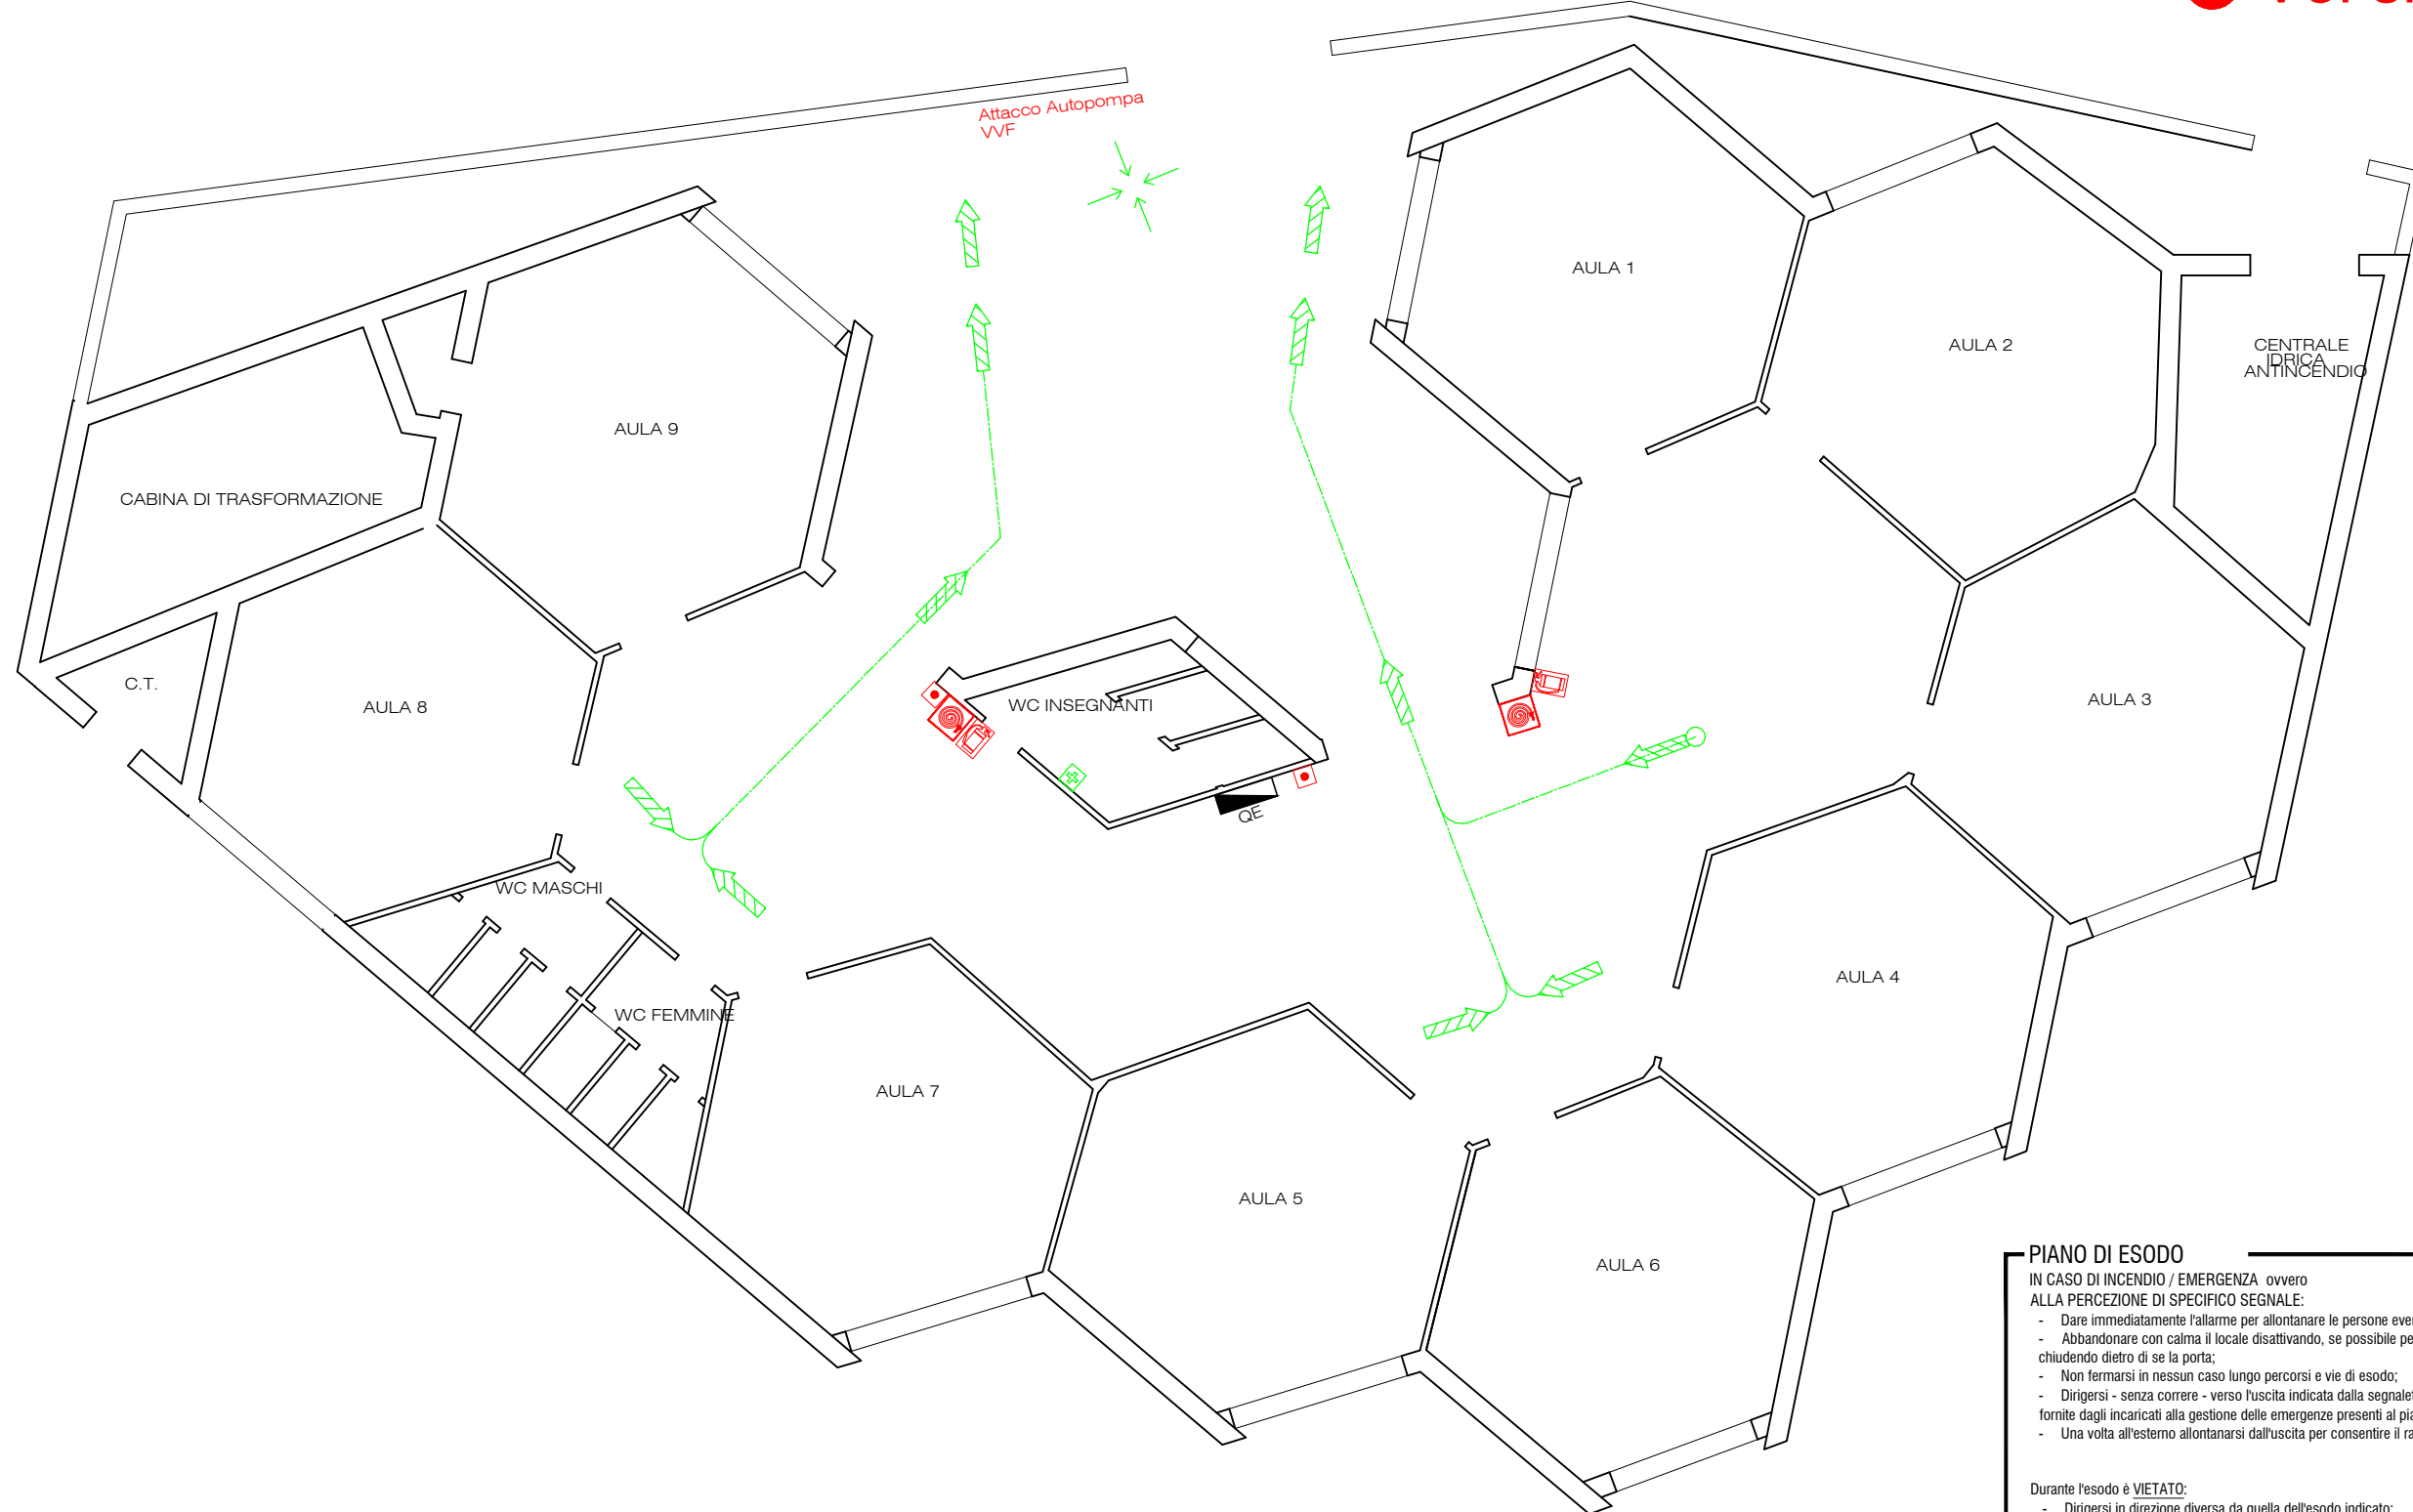 Attacco Autopompa
VVF
AULA 1
AULA 2
CENTRALE
IDRICA
ANTINCENDIO
AULA 9
CABINA DI TRASFORMAZIONE
C.T.
AULA 8
WC INSEGNANTI
AULA 3
QE
WC MASCHI
AULA 4
WC FEMMINE
AULA 7
AULA 5
AULA 6
PIANO DI ESODO
IN CASO DI INCENDIO / EMERGENZA ovvero
ALLA PERCEZIONE DI SPECIFICO SEGNALE:
- Dare immediatamente l'allarme per allontanare le persone
- Abbandonare con calma il locale disattivando, se possibile
chiudendo dietro di se la porta;
- Non fermarsi in nessun caso lungo percorsi e vie di esodo;
- Dirigersi - senza correre - verso l'uscita indicata dalla
fornite dagli incaricati alla gestione delle emergenze presenti al
- Una volta all'esterno allontanarsi dall'uscita per consentire il
Durante l'esodo è VIETATO:
- Dirigersi in direzione diversa da quella dell'esodo indicato;